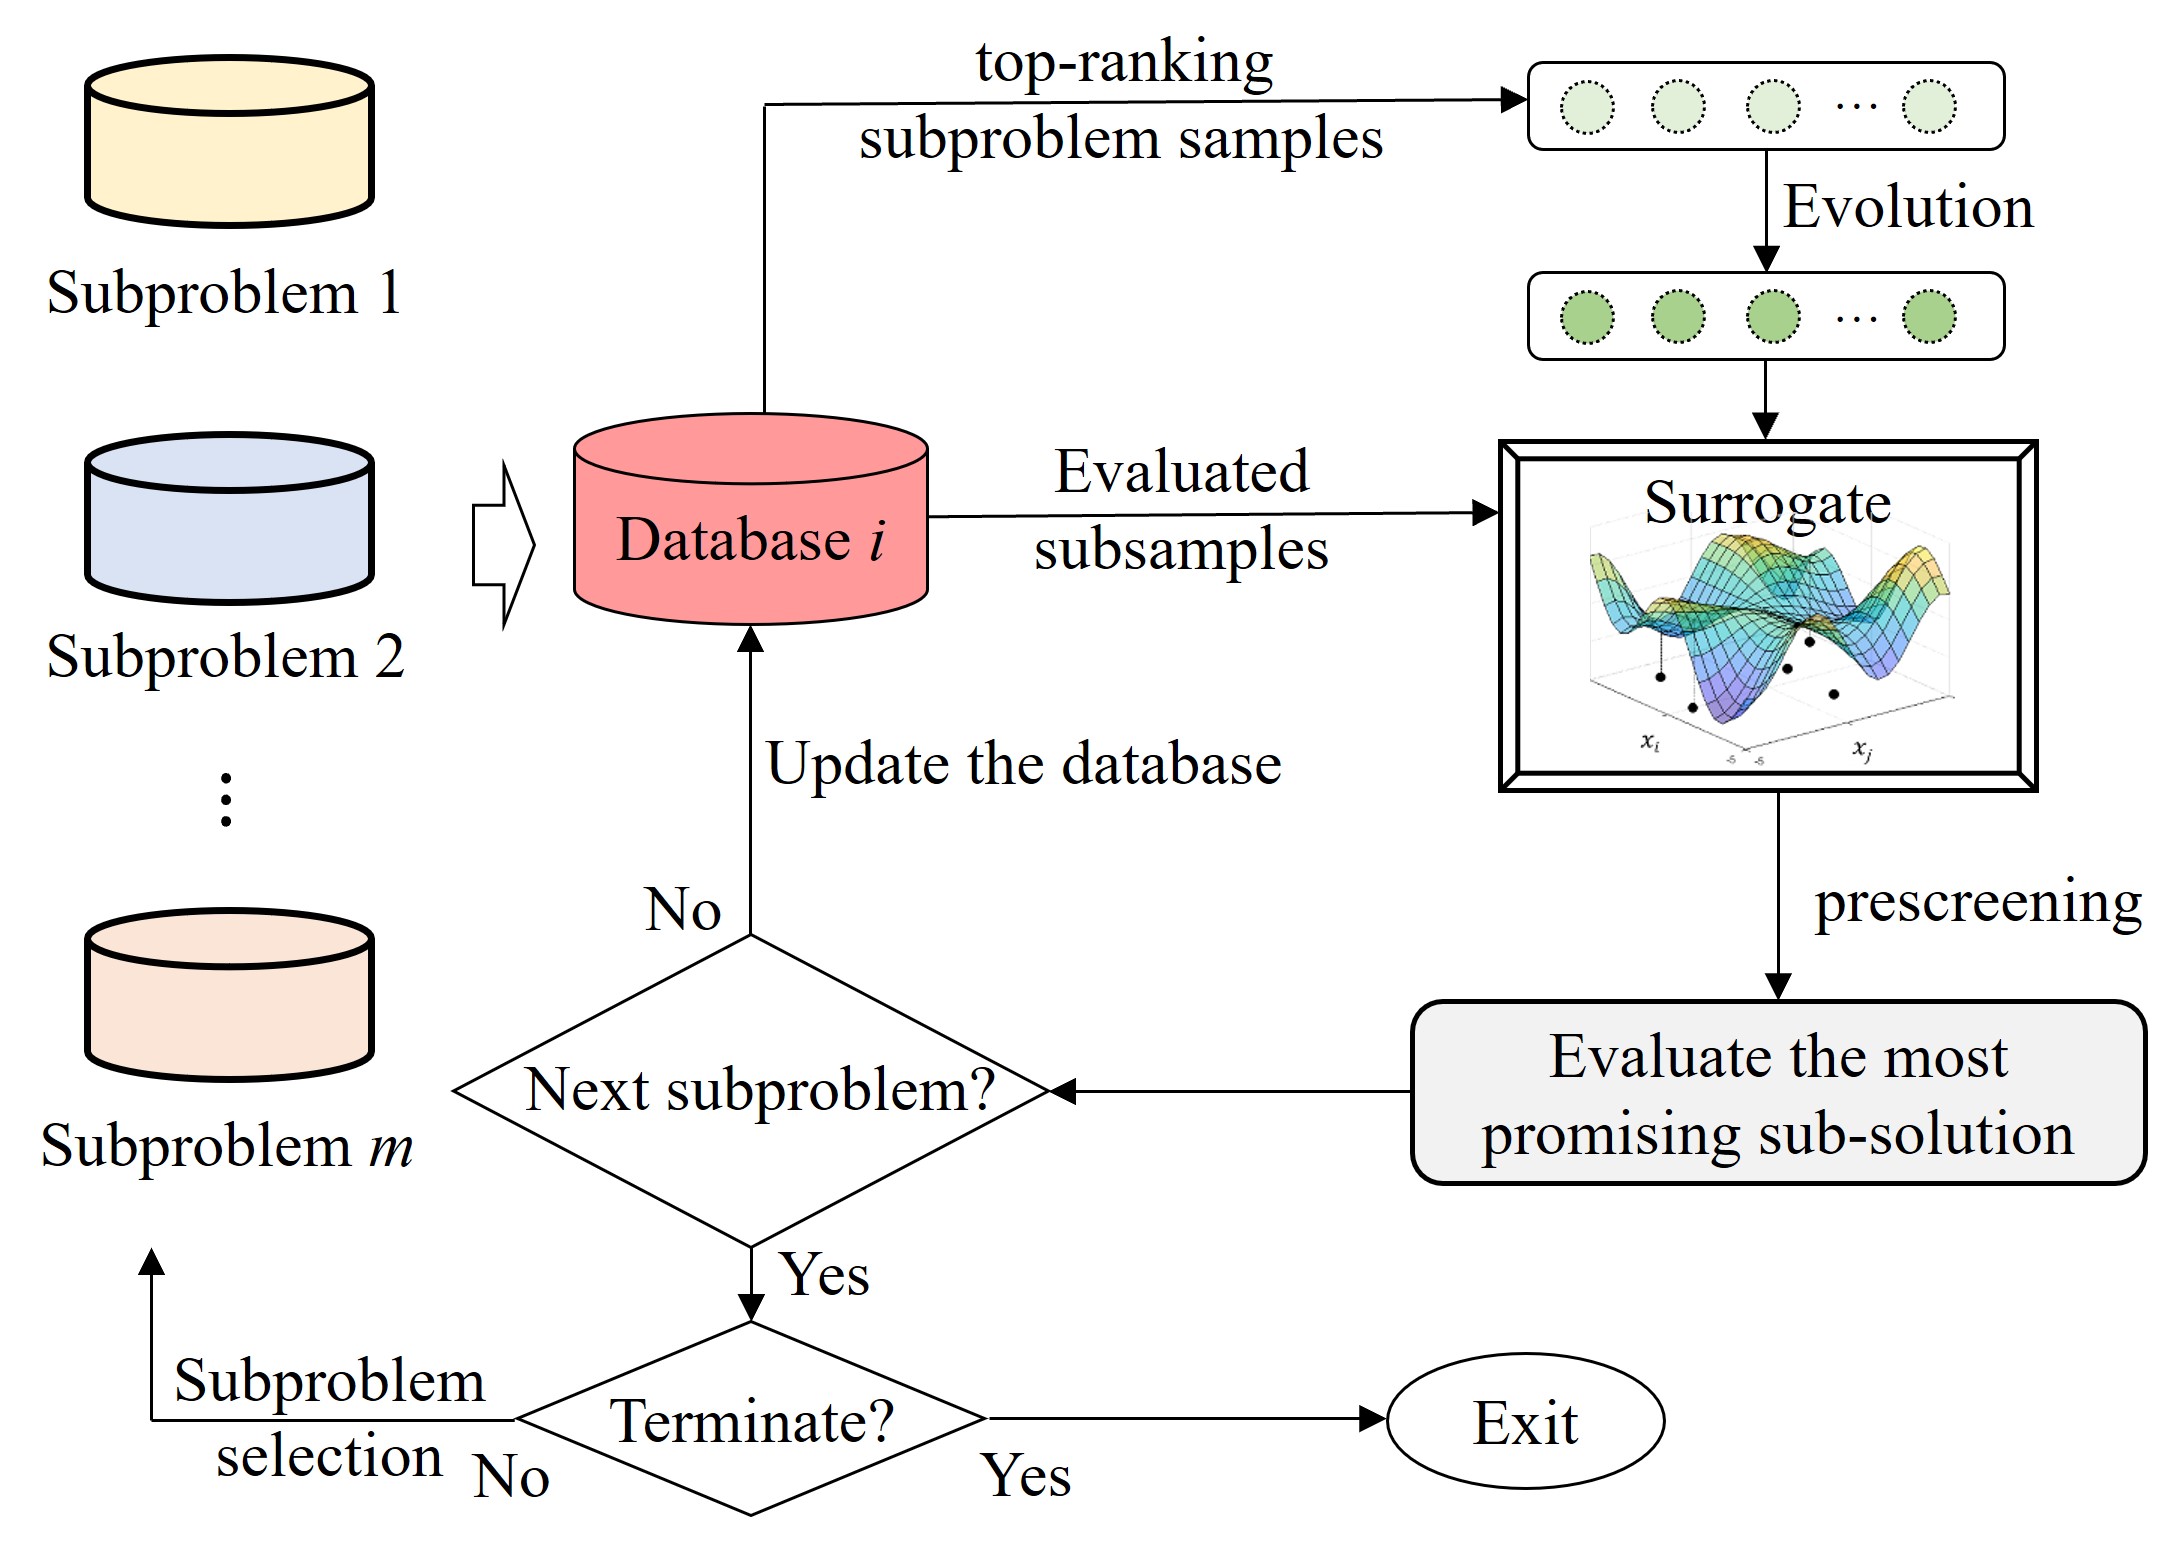 top-ranking
subproblem samples
Evolution
Subproblem 1
Database i
Evaluated
subsamples
Surrogate
x_i
-5
-5
x_j
Subproblem 2
Update the database
⋮
No
prescreening
Next subproblem?
Evaluate the most
promising sub-solution
Subproblem m
Yes
Subproblem
selection
No
Terminate?
Yes
Exit
…
…